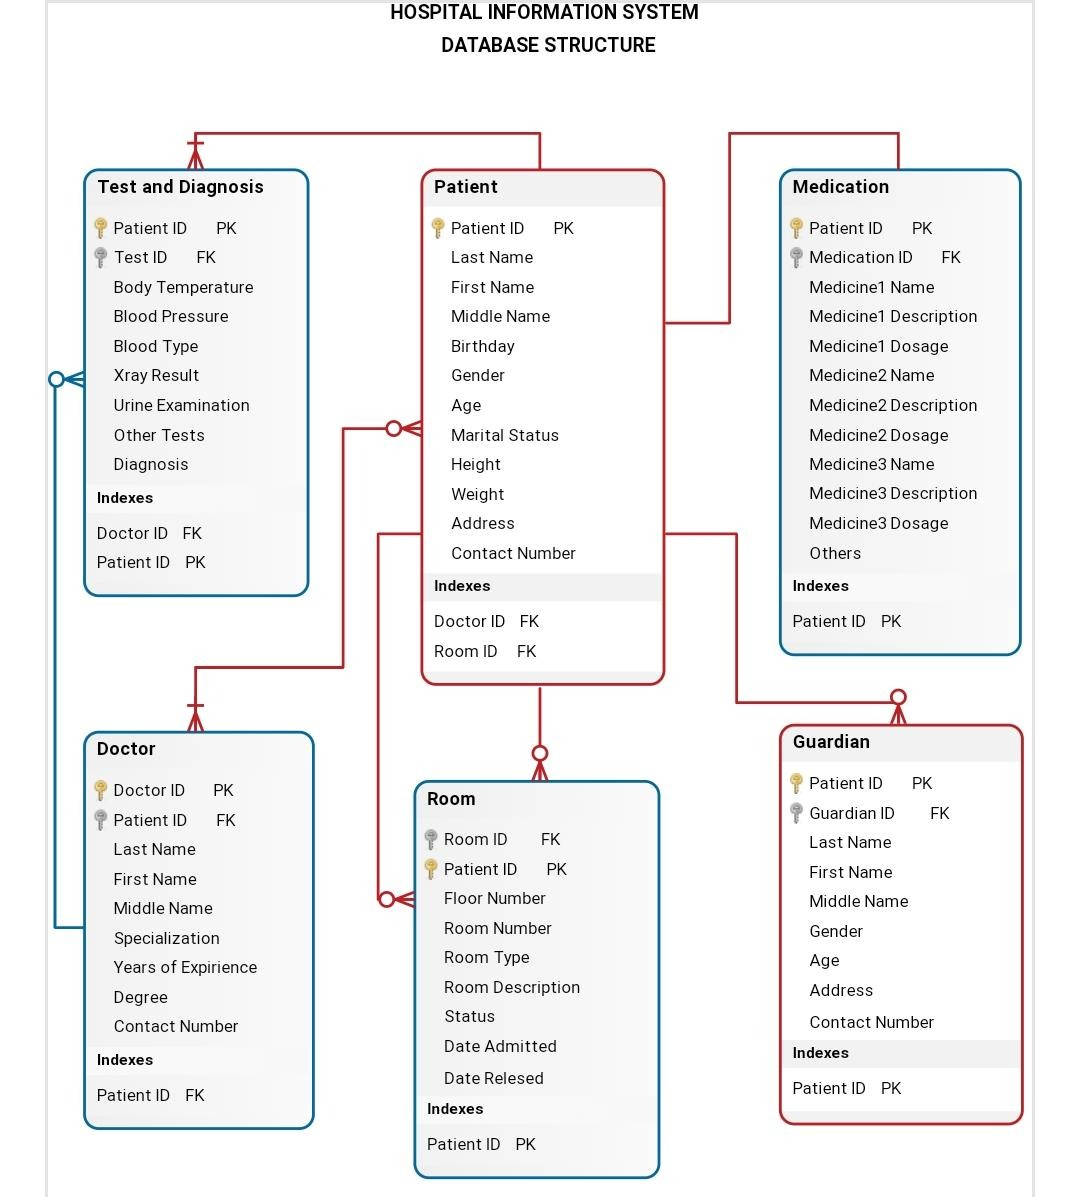 HOSPITAL INFORMATION SYSTEM
DATABASE STRUCTURE
Test and Diagnosis
Patient ID PK
Test ID FK
Body Temperature
Blood Pressure
Blood Type
Xray Result
Urine Examination
Other Tests
Diagnosis
Indexes
Doctor ID FK
Patient ID PK
Patient
Patient ID PK
Last Name
First Name
Middle Name
Birthday
Gender
Age
Marital Status
Height
Weight
Address
Contact Number
Indexes
Doctor ID FK
Room ID FK
Medication
Patient ID PK
Medication ID FK
Medicine1 Name
Medicine1 Description
Medicine1 Dosage
Medicine2 Name
Medicine2 Description
Medicine2 Dosage
Medicine3 Name
Medicine3 Description
Medicine3 Dosage
Others
Indexes
Patient ID PK
Doctor
Doctor ID PK
Patient ID FK
Last Name
First Name
Middle Name
Specialization
Years of Expirience
Degree
Contact Number
Indexes
Patient ID FK
Room
Room ID FK
Patient ID PK
Floor Number
Room Number
Room Type
Room Description
Status
Date Admitted
Date Relesed
Indexes
Patient ID PK
Guardian
Patient ID PK
Guardian ID FK
Last Name
First Name
Middle Name
Gender
Age
Address
Contact Number
Indexes
Patient ID PK